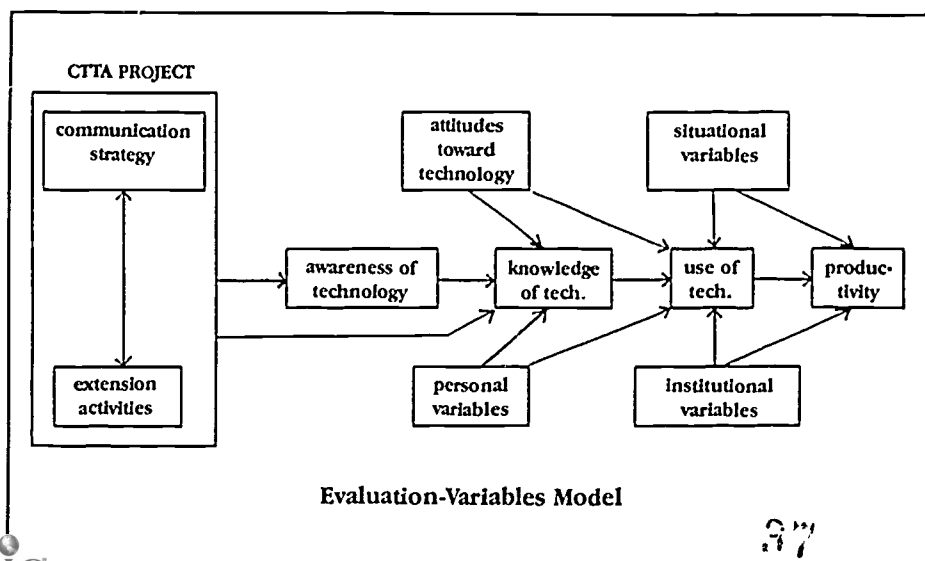 CTTA PROJECT
communication
strategy
extension
activities
awareness of
technology
attitudes
toward
technology
knowledge
of tech.
personal
variables
situational
variables
use of
tech.
institutional
variables
produc-
tivity
Evaluation-Variables Model